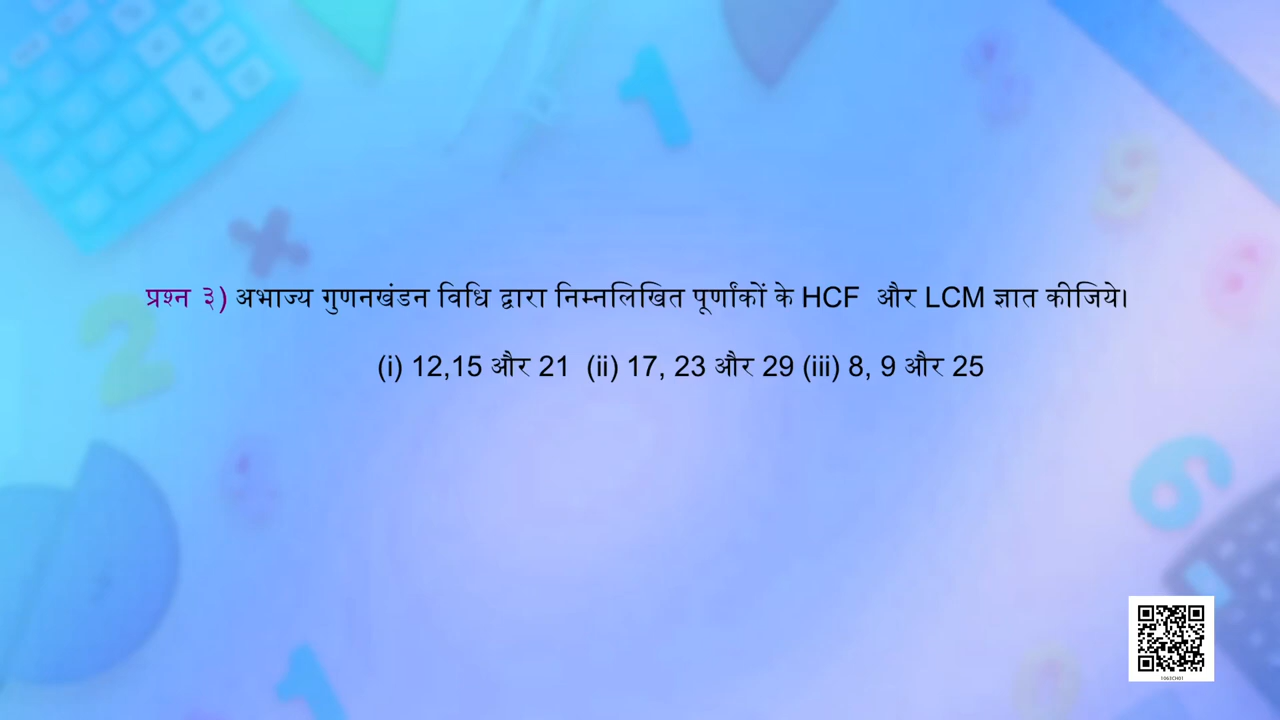 प्रश्न ३) अभाज्य गुणनखंडन विधि द्वारा निम्नलिखित पूर्णांकों के HCF और LCM ज्ञात कीजिये।
(i) 12,15 और 21 (ii) 17, 23 और 29 (iii) 8, 9 और 25
1063CH01